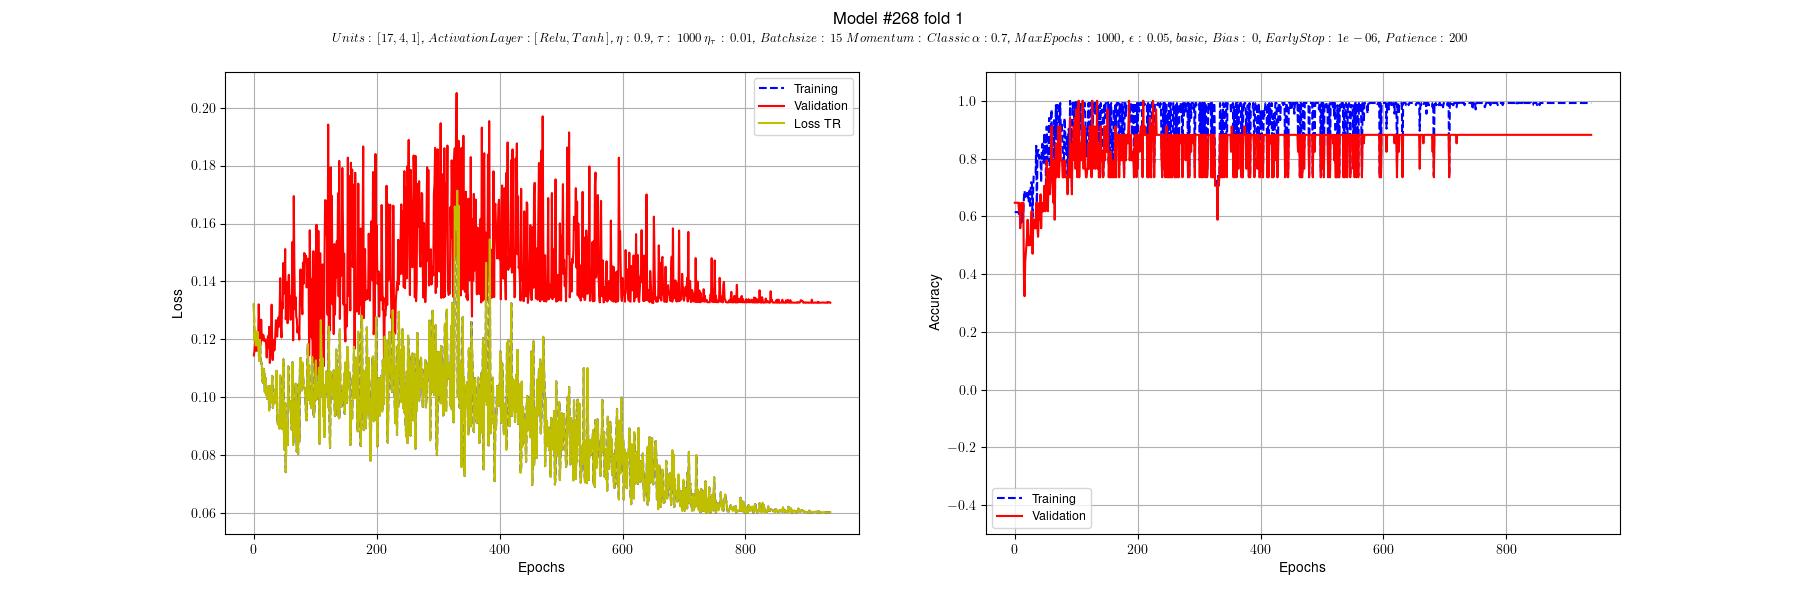 Model #268 fold 1
Units : [17, 4, 1], ActivationLayer : [Relu, Tanh], η : 0.9, τ : 1000 η_τ : 0.01, Batchsize : 15 Momentum : Classic α : 0.7, MaxEpochs : 1000, ϵ : 0.05, basic, Bias : 0, EarlyStop : 1e − 06, Patience : 200
Training
Validation
Loss TR
0.20
0.18
0.16
0.14
0.12
0.10
0.08
0.06
Loss
0
200
400
600
800
Epochs
1.0
0.8
0.6
0.4
0.2
0.0
−0.2
−0.4
Accuracy
Training
Validation
0
200
400
600
800
Epochs